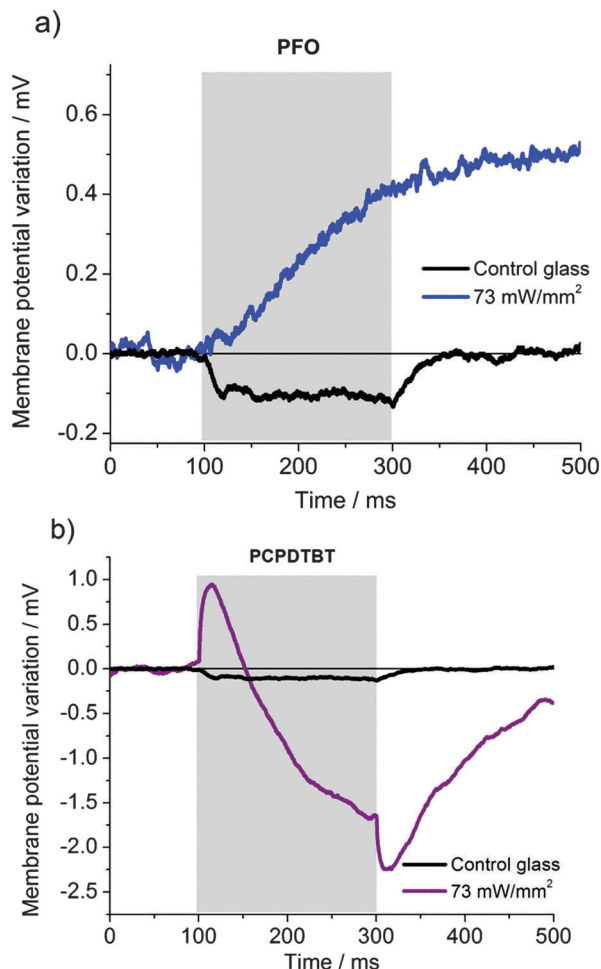 a)
PFO
Membrane potential variation / mV
0.6
0.4
0.2
0.0
-0.2
Control glass
73 mW/mm²
0 100 200 300 400 500
Time / ms
b)
PCPDTBT
Membrane potential variation / mV
1.0
0.5
0.0
-0.5
-1.0
-1.5
-2.0
-2.5
Control glass
73 mW/mm²
0 100 200 300 400 500
Time / ms